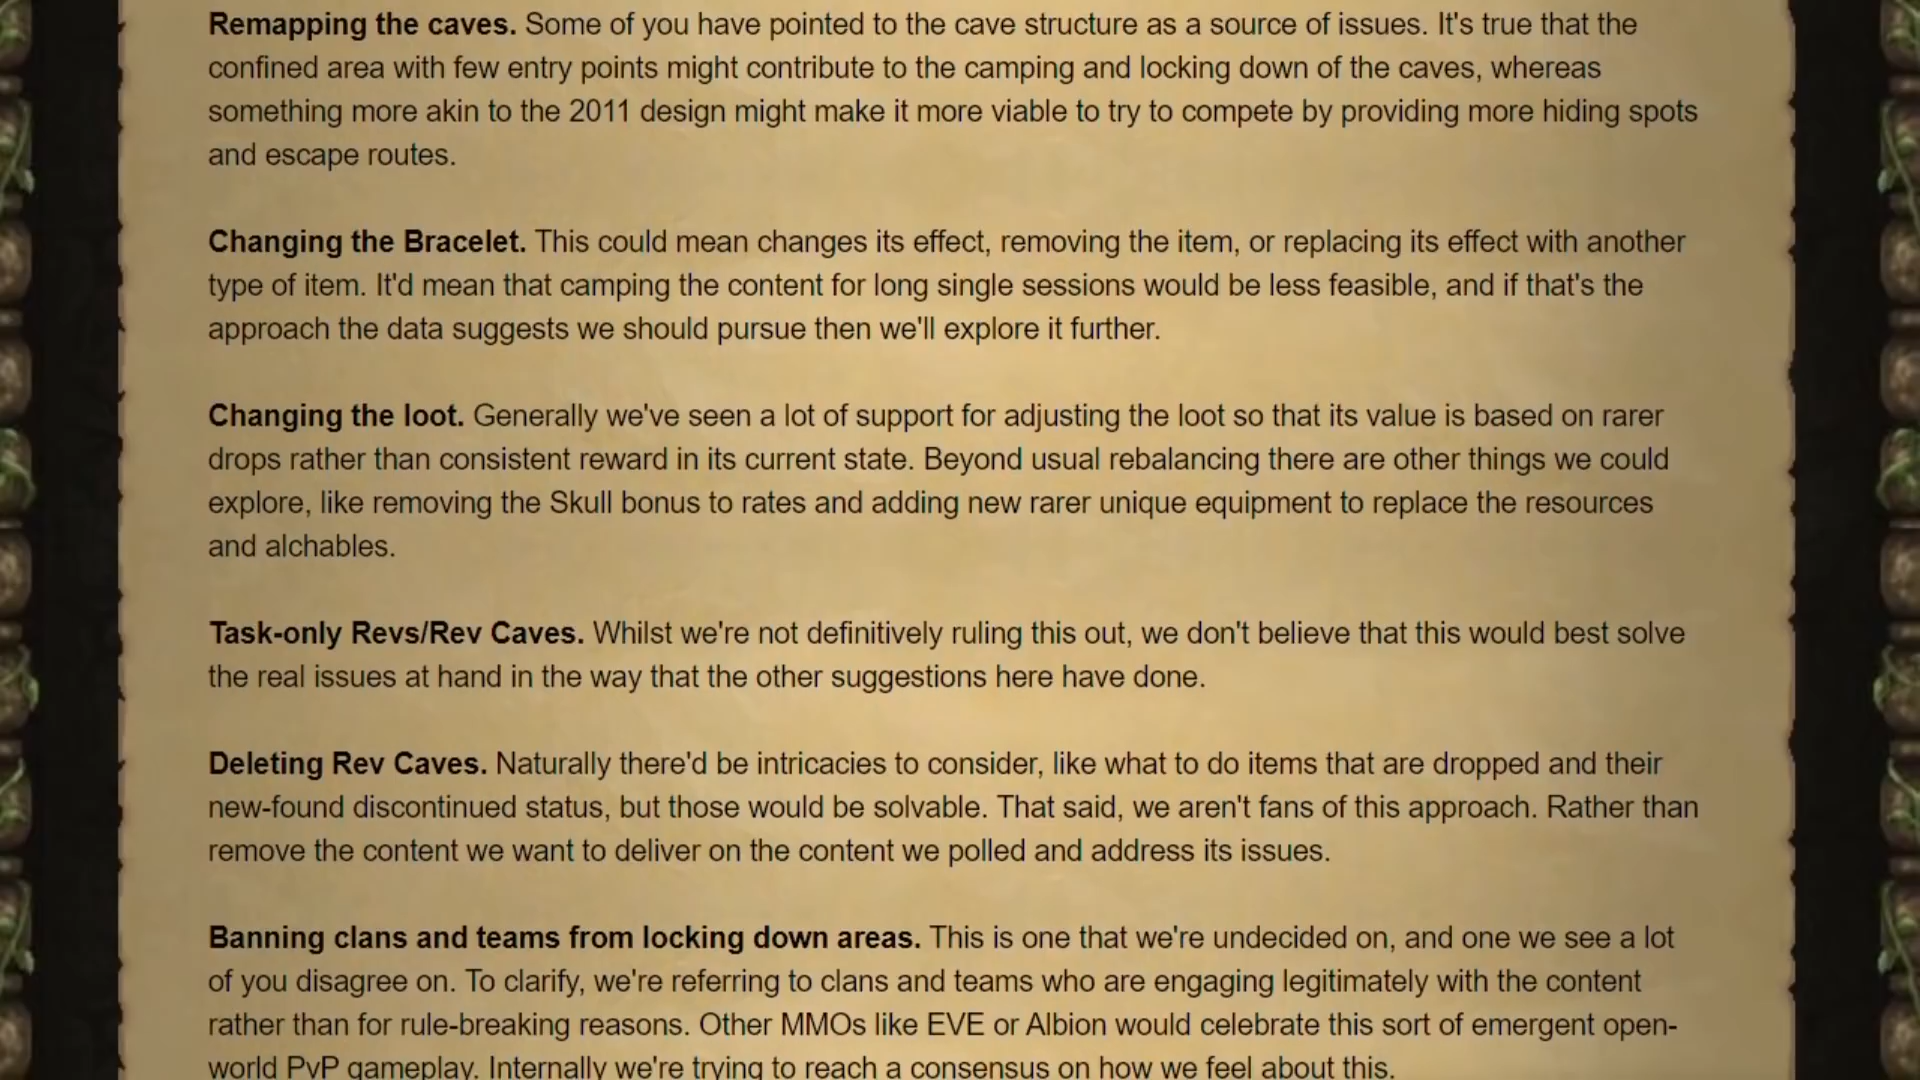 Remapping the caves. Some of you have pointed to the cave structure as a source of issues. It's true that the
confined area with few entry points might contribute to the camping and locking down of the caves, whereas
something more akin to the 2011 design might make it more viable to try to compete by providing more hiding spots
and escape routes.
Changing the Bracelet. This could mean changes its effect, removing the item, or replacing its effect with another
type of item. It'd mean that camping the content for long single sessions would be less feasible, and if that's the
approach the data suggests we should pursue then we'll explore it further.
Changing the loot. Generally we've seen a lot of support for adjusting the loot so that its value is based on rarer
drops rather than consistent reward in its current state. Beyond usual rebalancing there are other things we could
explore, like removing the Skull bonus to rates and adding new rarer unique equipment to replace the resources
and alchables.
Task-only Revs/Rev Caves. Whilst we're not definitively ruling this out, we don't believe that this would best solve
the real issues at hand in the way that the other suggestions here have done.
Deleting Rev Caves. Naturally there'd be intricacies to consider, like what to do items that are dropped and their
new-found discontinued status, but those would be solvable. That said, we aren't fans of this approach. Rather than
remove the content we want to deliver on the content we polled and address its issues.
Banning clans and teams from locking down areas. This is one that we're undecided on, and one we see a lot
of you disagree on. To clarify, we're referring to clans and teams who are engaging legitimately with the content
rather than for rule-breaking reasons. Other MMOs like EVE or Albion would celebrate this sort of emergent open-
world PvP gameplay. Internally we're trying to reach a consensus on how we feel about this.